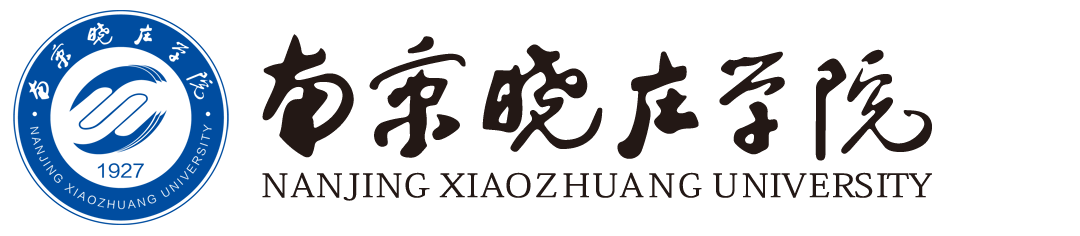 南京晓庄学院
1927
NANJING XIAOZHUANG UNIVERSITY
南京晓庄学院
NANJING XIAOZHUANG UNIVERSITY